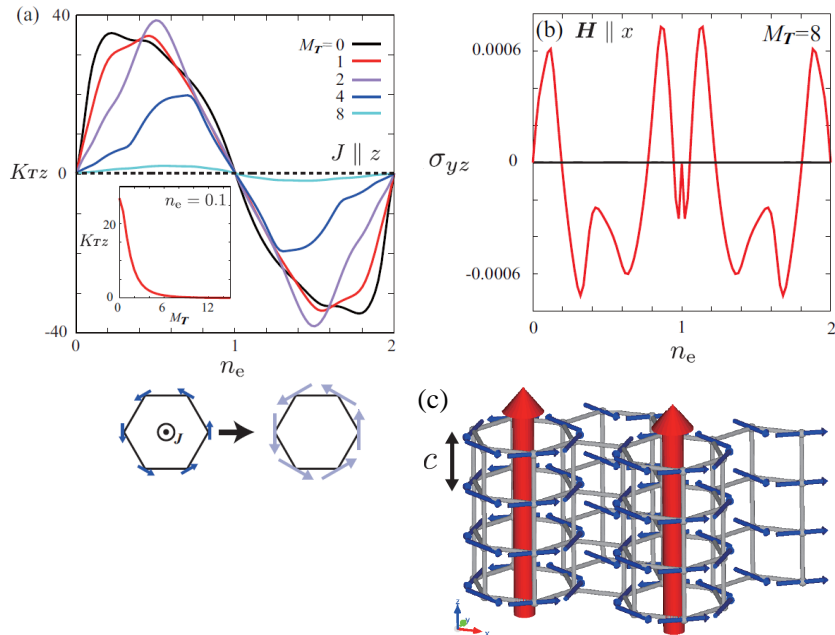 (a)
40
M_T=0
1
2
4
8
J ∥ z
K_Tz
0
n_e = 0.1
20
K_Tz
0
0 6 12
M_T
-40
0 1 2
n_e
(b) H ∥ x M_T=8
0.0006
σ_yz
0
-0.0006
0 1 2
n_e
J
(c)
c
z
y
x